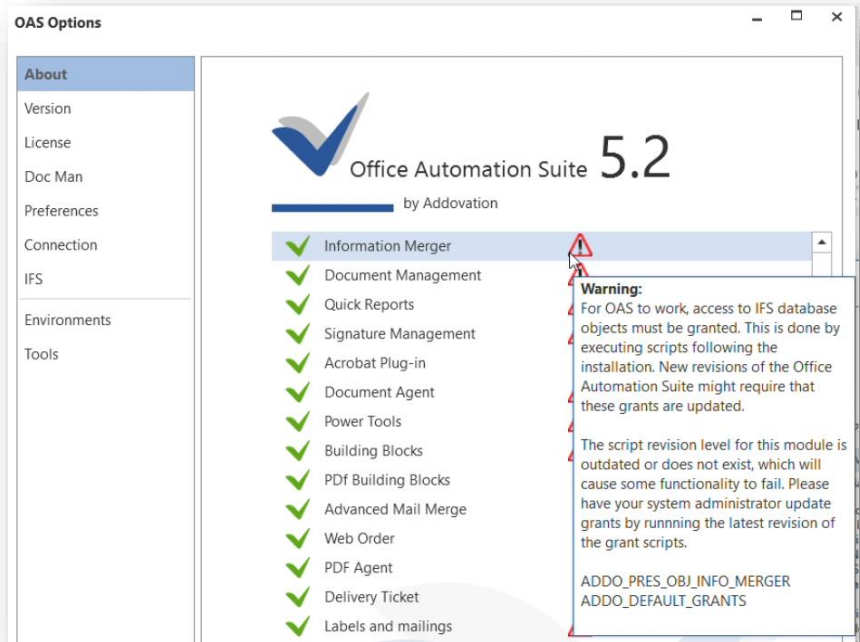 OAS Options
About
Version
License
Doc Man
Preferences
Connection
IFS
Environments
Tools
Office Automation Suite 5.2
by Addovation
Information Merger
Document Management
Quick Reports
Signature Management
Acrobat Plug-in
Document Agent
Power Tools
Building Blocks
PDf Building Blocks
Advanced Mail Merge
Web Order
PDF Agent
Delivery Ticket
Labels and mailings
Warning:
For OAS to work, access to IFS database
objects must be granted. This is done by
executing scripts following the
installation. New revisions of the Office
Automation Suite might require that
these grants are updated.
The script revision level for this module is
outdated or does not exist, which will
cause some functionality to fail. Please
have your system administrator update
grants by runnning the latest revision of
the grant scripts.
ADDO_PRES_OBJ_INFO_MERGER
ADDO_DEFAULT_GRANTS